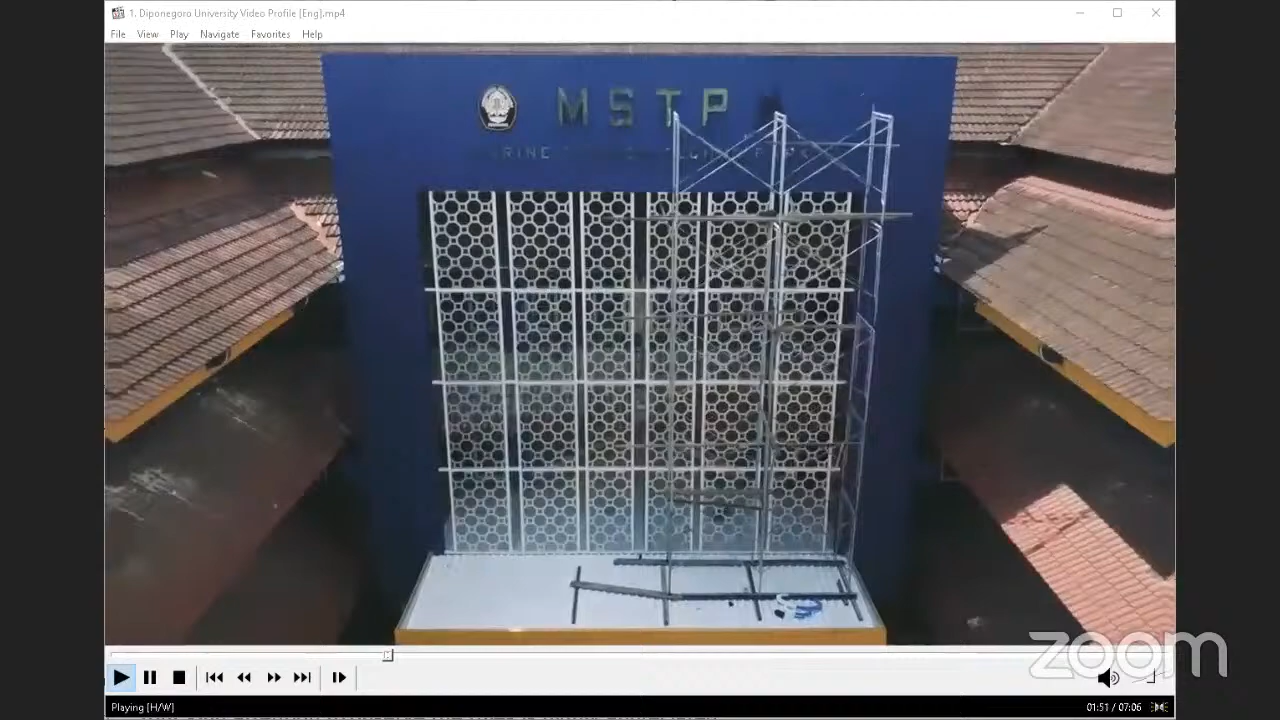 1. Diponegoro University Video Profile [Eng].mp4
File View Play Navigate Favorites Help
MSTP
zoom
Playing [H/W]
01:51 / 07:06